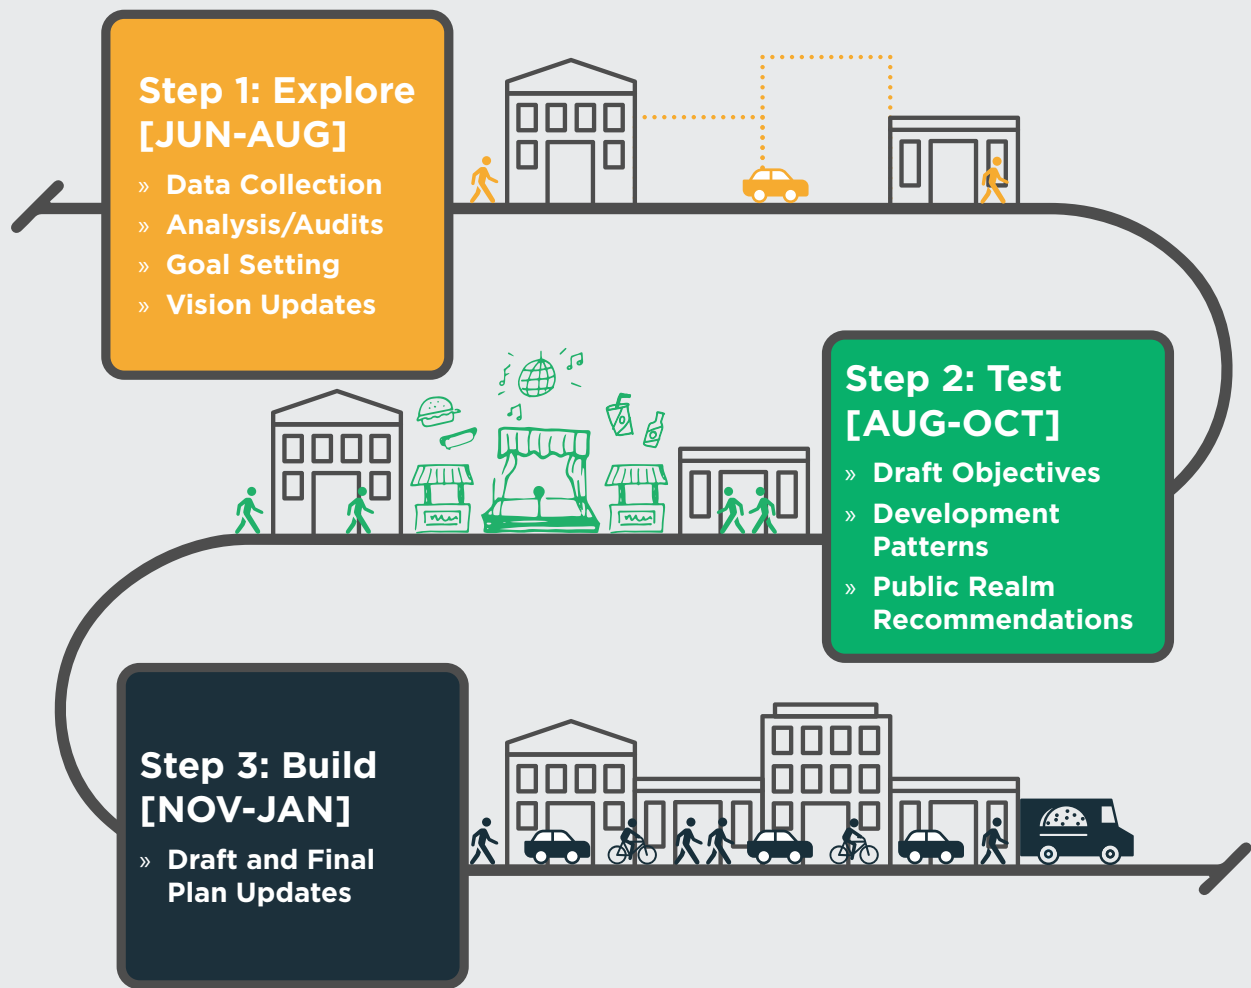 Step 1: Explore
[JUN-AUG]
» Data Collection
» Analysis/Audits
» Goal Setting
» Vision Updates
Step 2: Test
[AUG-OCT]
» Draft Objectives
» Development
Patterns
» Public Realm
Recommendations
Step 3: Build
[NOV-JAN]
» Draft and Final
Plan Updates